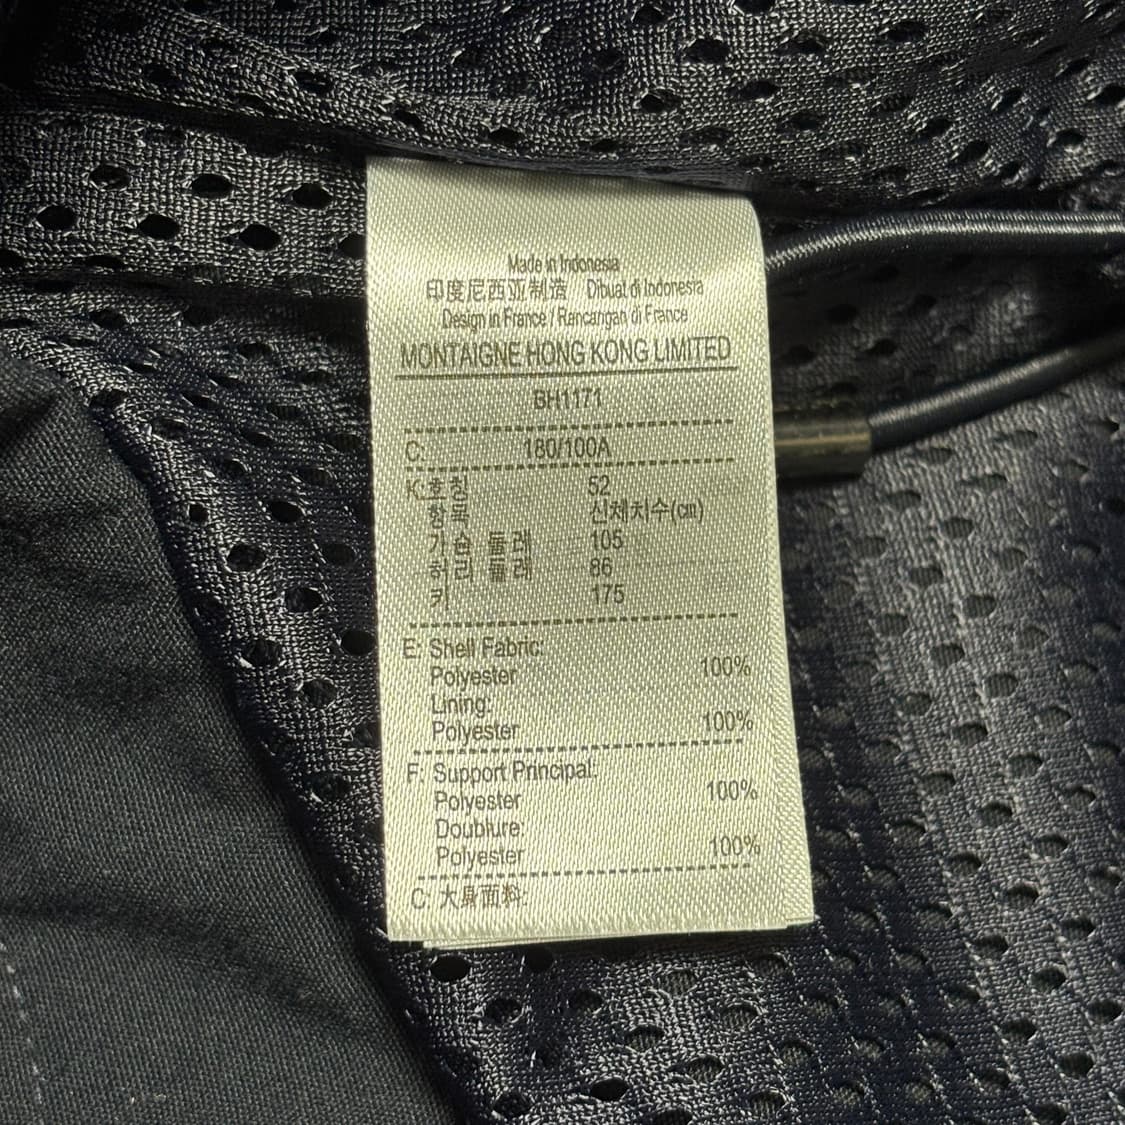 Made in Indonesia
印度尼西亚制造 Dibuat di Indonesia
Design in France / Rancangan di France
MONTAIGNE HONG KONG LIMITED
BH1171
C: 180/100A
K: 호칭 52
항목 신체치수(cm)
가슴 둘레 105
허리 둘레 86
키 175
E: Shell Fabric:
Polyester 100%
Lining:
Polyester 100%
F: Support Principal:
Polyester 100%
Doublure:
Polyester 100%
C: 大身面料: